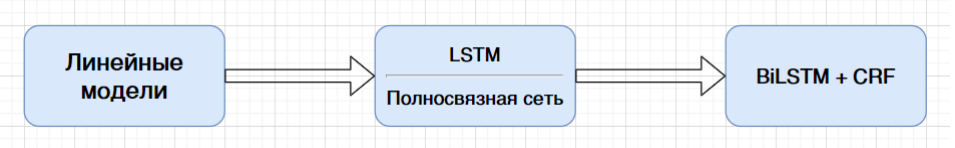 Линейные
модели
LSTM
Полносвязная сеть
BiLSTM + CRF